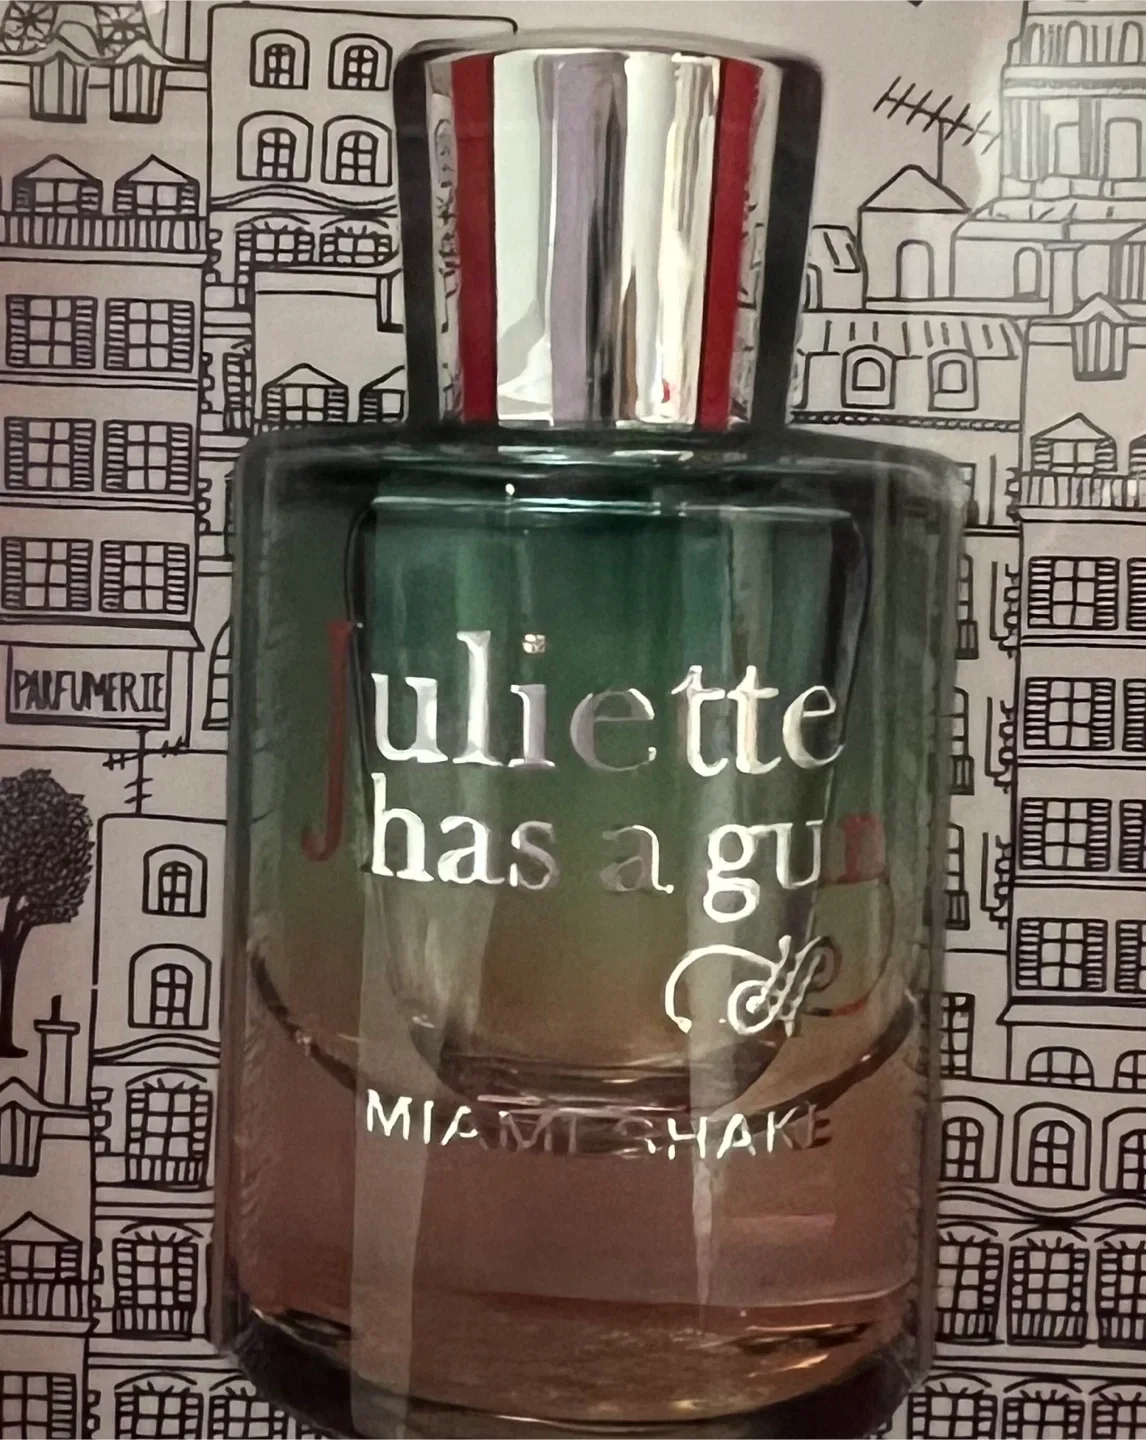 PARFUMERIE
Juliette
has a gun
MIAMI SHAKE